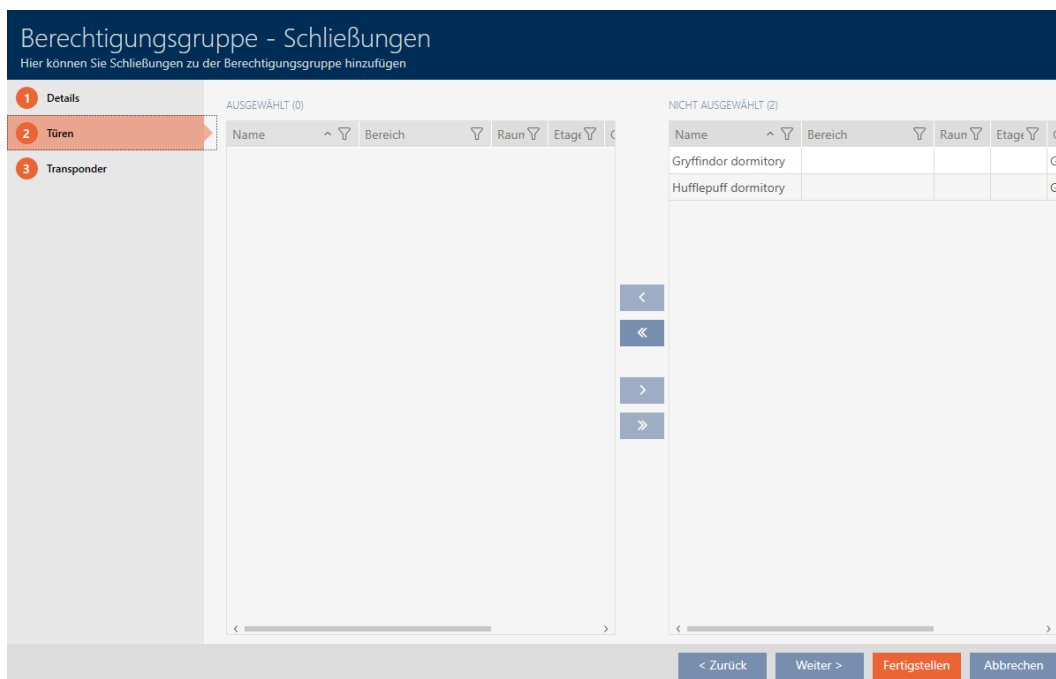 Berechtigungsgruppe - Schließungen
Hier können Sie Schließungen zu der Berechtigungsgruppe hinzufügen
1 Details
2 Türen
3 Transponder
AUSGEWÄHLT (0)
Name Bereich Raun Etage
NICHT AUSGEWÄHLT (2)
Name Bereich Raun Etage
Gryffindor dormitory G
Hufflepuff dormitory G
< Zurück Weiter > Fertigstellen Abbrechen